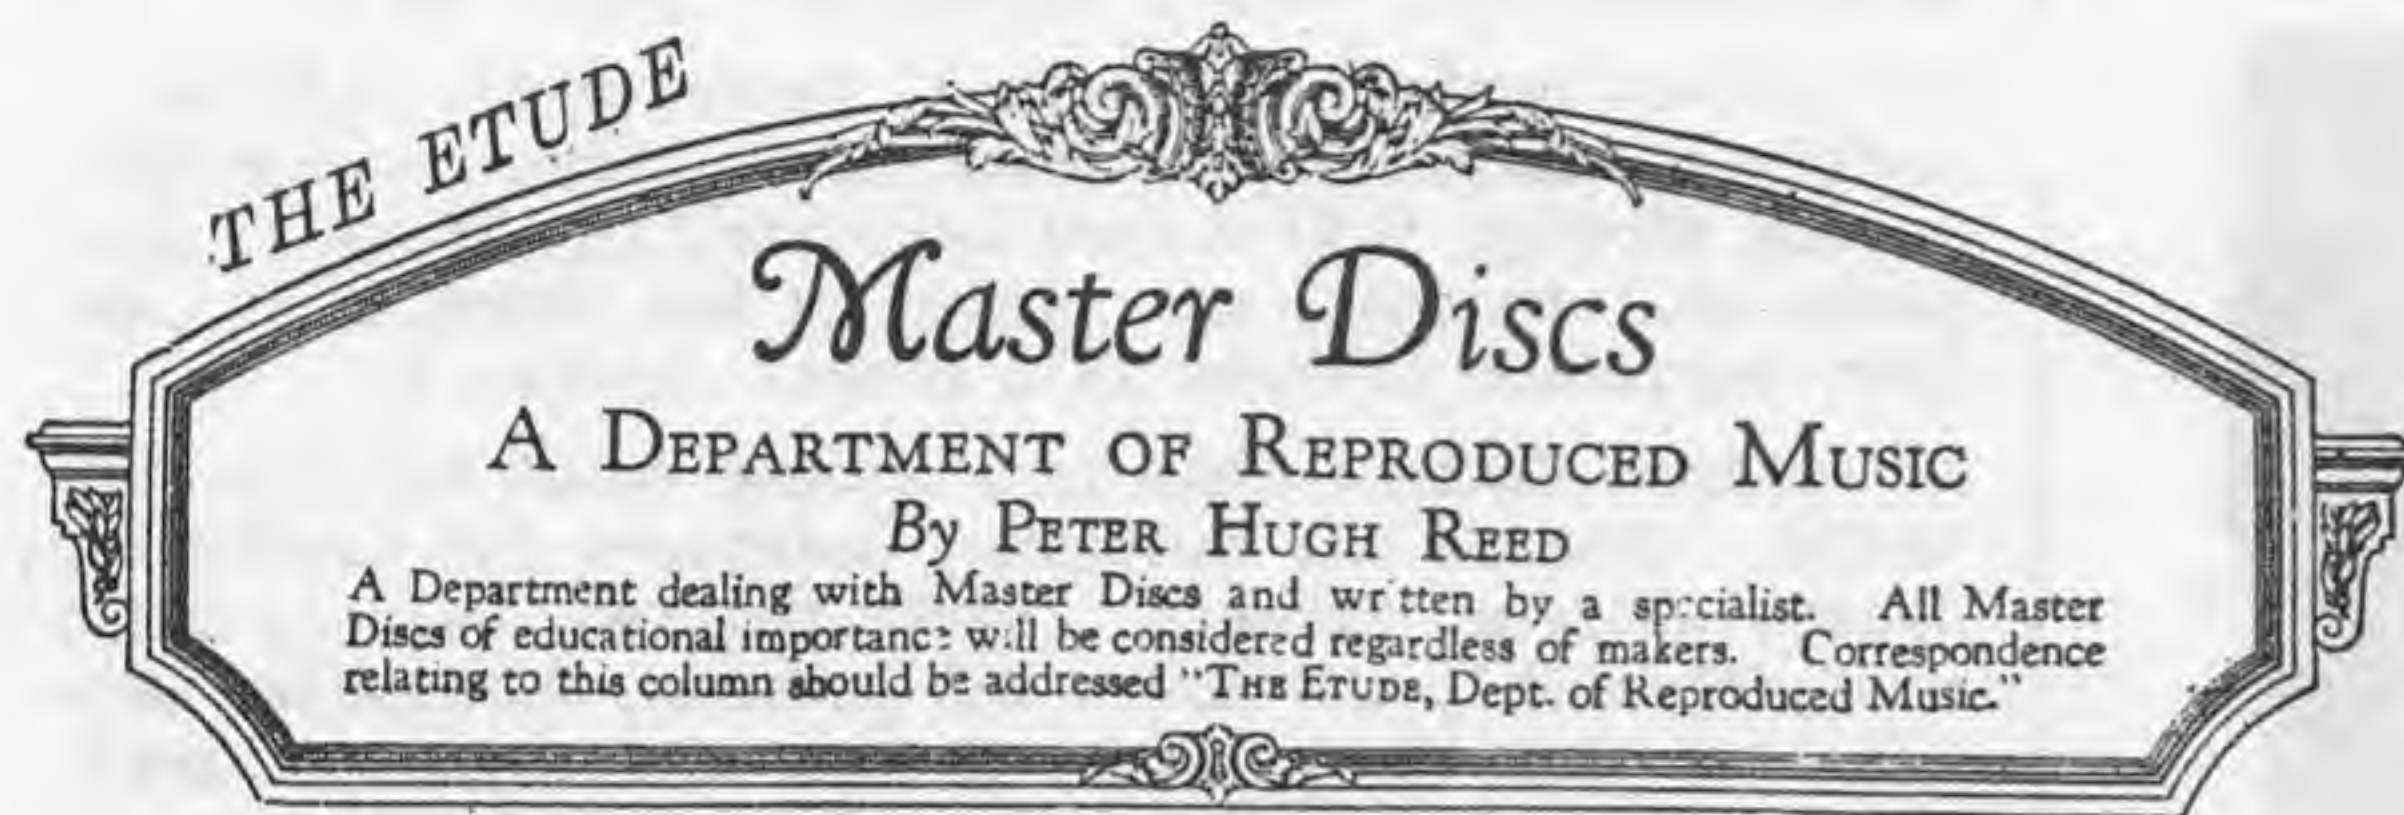 THE ETUDE
Master Discs
A DEPARTMENT OF REPRODUCED MUSIC
By PETER HUGH REED
A Department dealing with Master Discs and written by a specialist. All Master
Discs of educational importance will be considered regardless of makers. Correspondence
relating to this column should be addressed "THE ETUDE, Dept. of Reproduced Music."